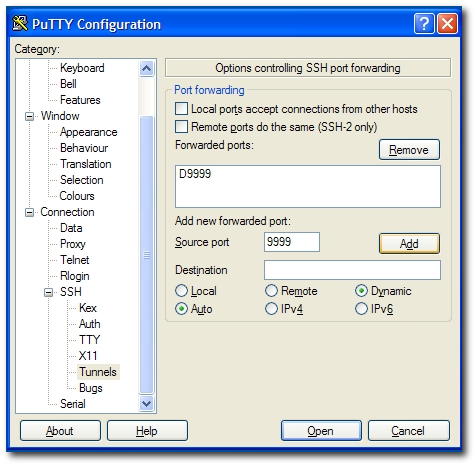 PuTTY Configuration
Category:
Keyboard
Bell
Features
Window
Appearance
Behaviour
Translation
Selection
Colours
Connection
Data
Proxy
Telnet
Rlogin
SSH
Kex
Auth
TTY
X11
Tunnels
Bugs
Serial
Options controlling SSH port forwarding
Port forwarding
Local ports accept connections from other hosts
Remote ports do the same (SSH-2 only)
Forwarded ports:
Remove
D9999
Add new forwarded port:
Source port 9999 Add
Destination
Local Remote Dynamic
Auto IPv4 IPv6
About Help Open Cancel